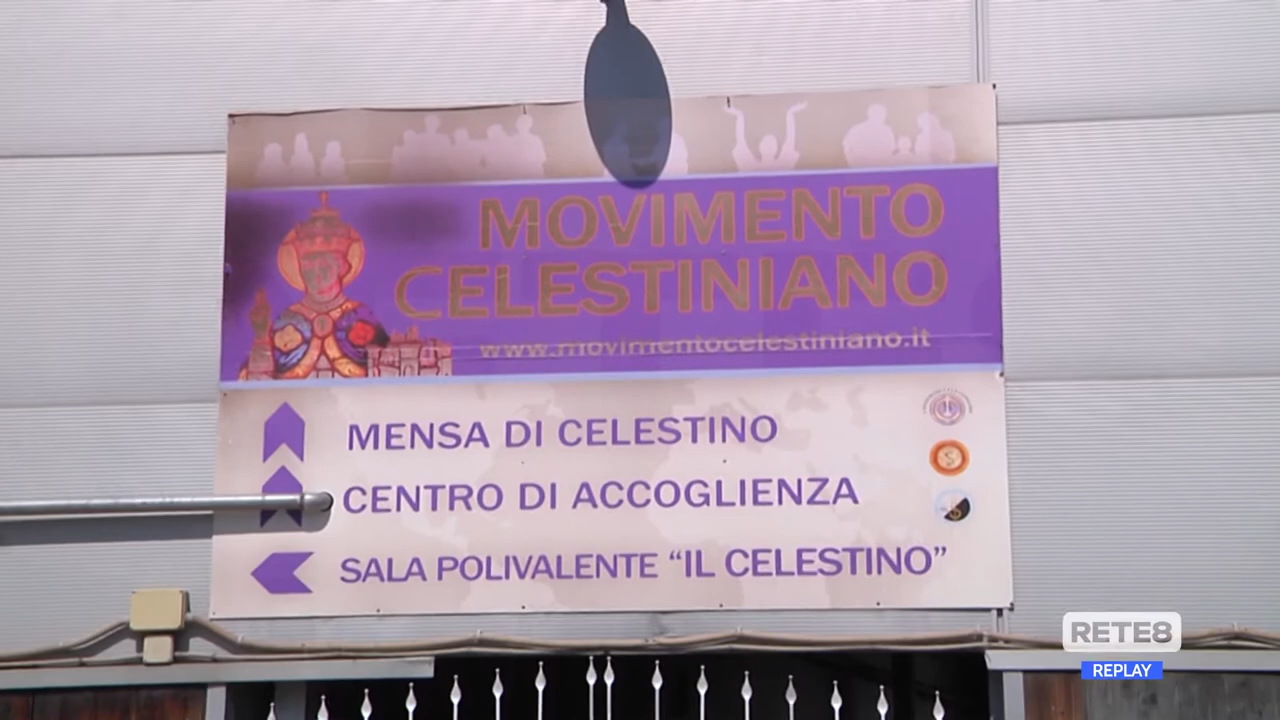 MOVIMENTO
CELESTINIANO
www.movimentocelestiniano.it
MENSA DI CELESTINO
CENTRO DI ACCOGLIENZA
SALA POLIVALENTE “IL CELESTINO”
RETE8
REPLAY